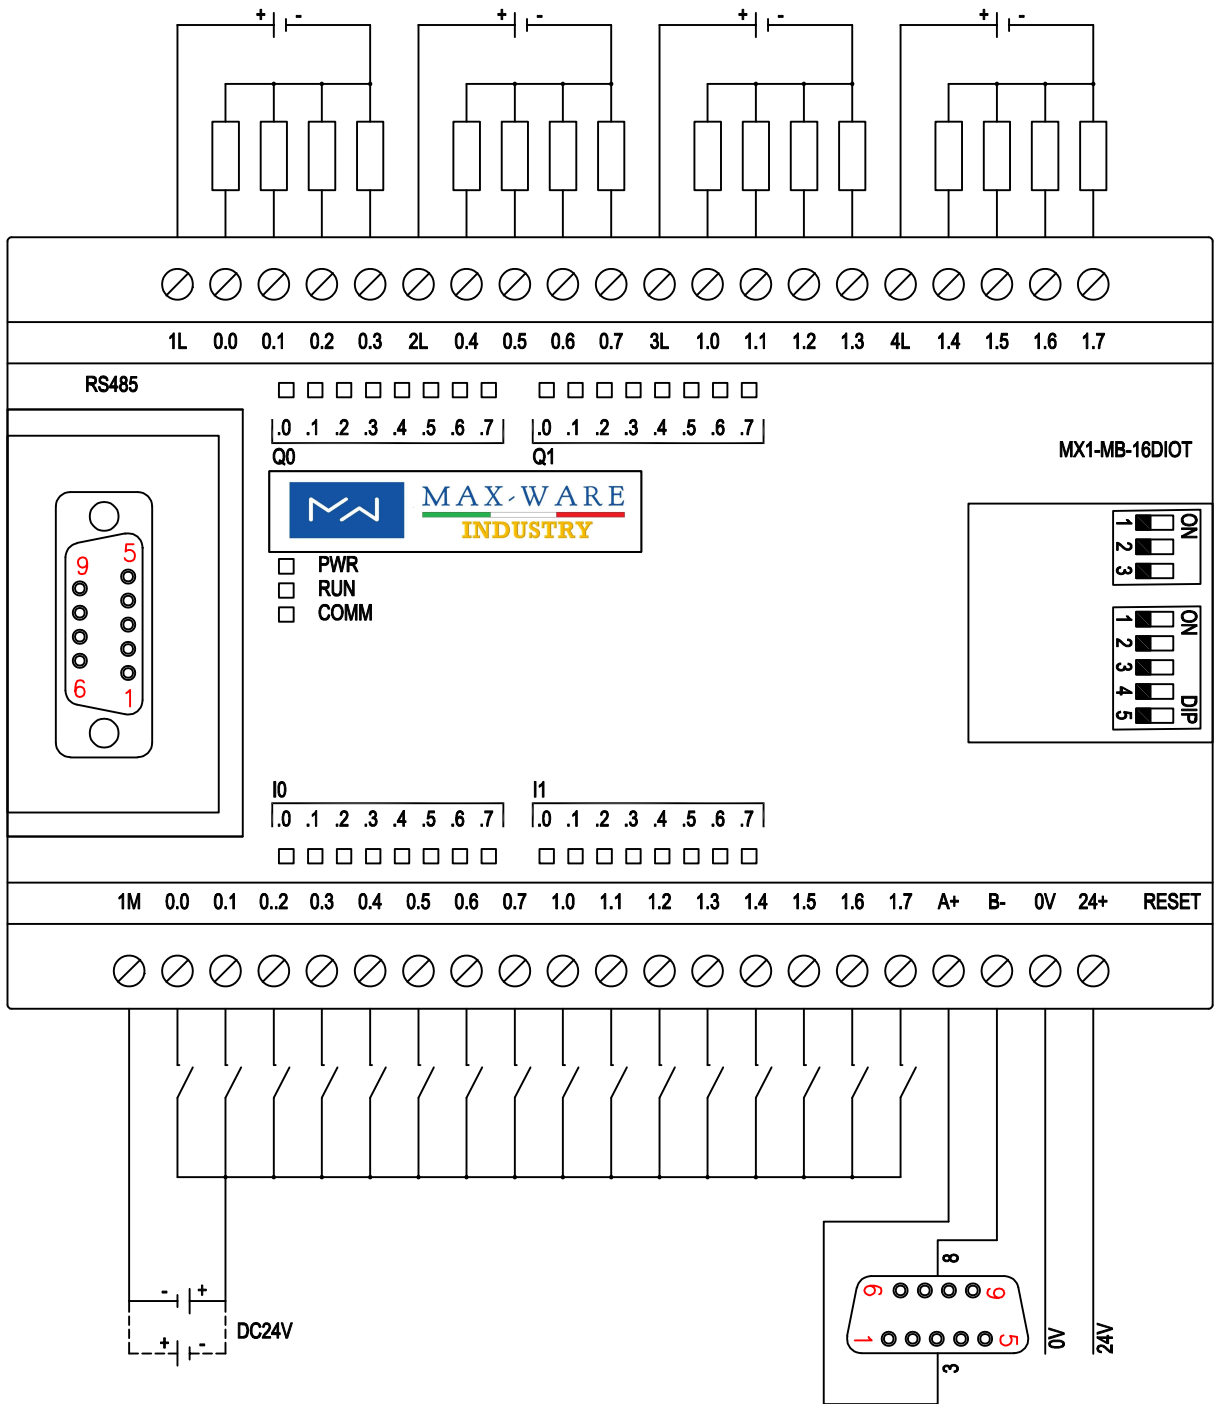 + - + - + - + -
1L 0.0 0.1 0.2 0.3 2L 0.4 0.5 0.6 0.7 3L 1.0 1.1 1.2 1.3 4L 1.4 1.5 1.6 1.7
RS485
.0 .1 .2 .3 .4 .5 .6 .7 .0 .1 .2 .3 .4 .5 .6 .7
Q0 Q1
MX1-MB-16DIOT
MAX-WARE
INDUSTRY
PWR
RUN
COMM
9 5
6 1
ON
1
2
3
ON
1
2
3
4
5
DIP
I0 I1
.0 .1 .2 .3 .4 .5 .6 .7 .0 .1 .2 .3 .4 .5 .6 .7
1M 0.0 0.1 0..2 0.3 0.4 0.5 0.6 0.7 1.0 1.1 1.2 1.3 1.4 1.5 1.6 1.7 A+ B- 0V 24+ RESET
- +
+ -
DC24V
8
6 9
1 5
3
0V
24V